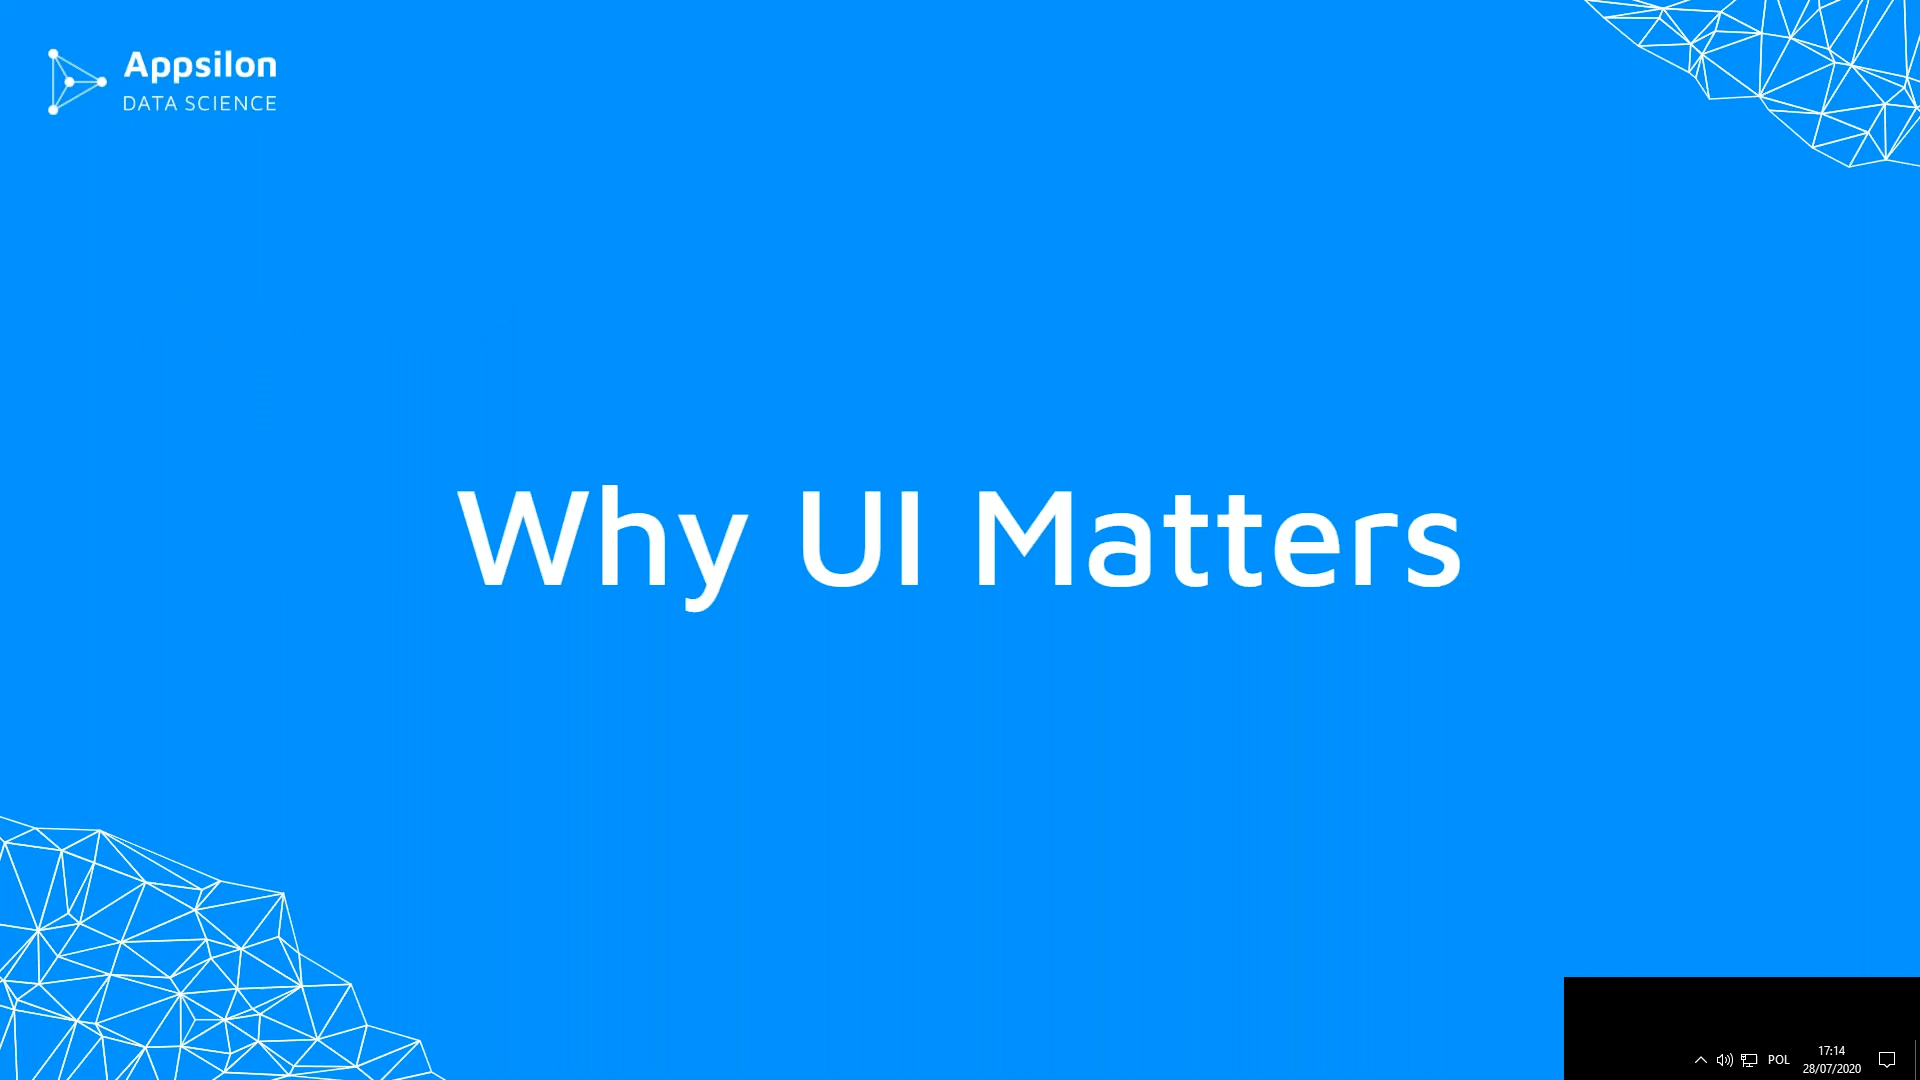 Appsilon
DATA SCIENCE
Why UI Matters
POL
17:14
28/07/2020